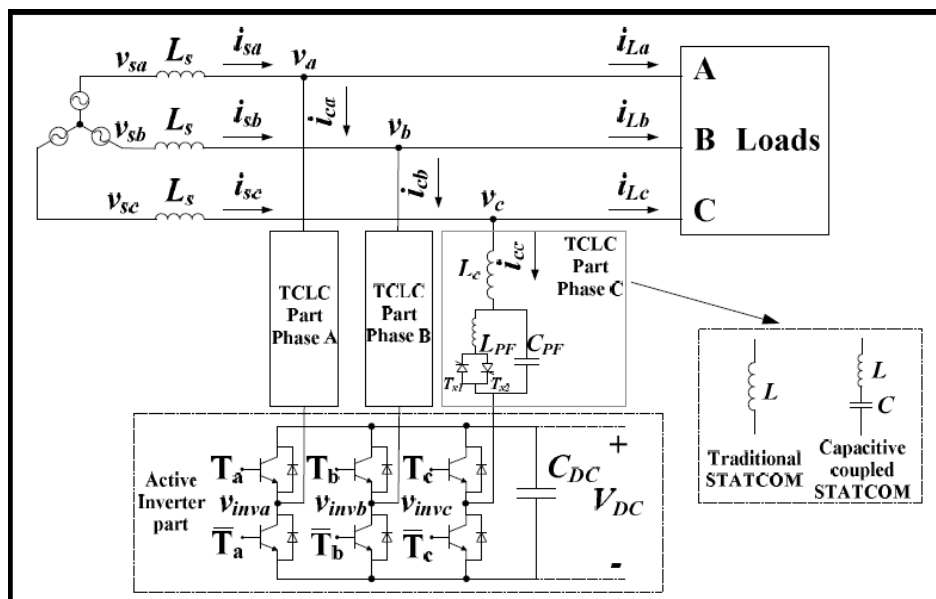 v_sa L_s i_sa v_a i_La A
i_ca
v_sb L_s i_sb v_b i_Lb B Loads
i_cb
v_sc L_s i_sc v_c i_Lc C
TCLC
Part
Phase A
TCLC
Part
Phase B
L_c i_cc
TCLC
Part
Phase C
L_PF C_PF
T_x1 T_x2
L
Traditional
STATCOM
L
C
Capacitive
coupled
STATCOM
Active
Inverter
part
T_a T_b T_c
v_inva v_invb v_invc
T̅_a T̅_b T̅_c
C_DC
+
V_DC
-